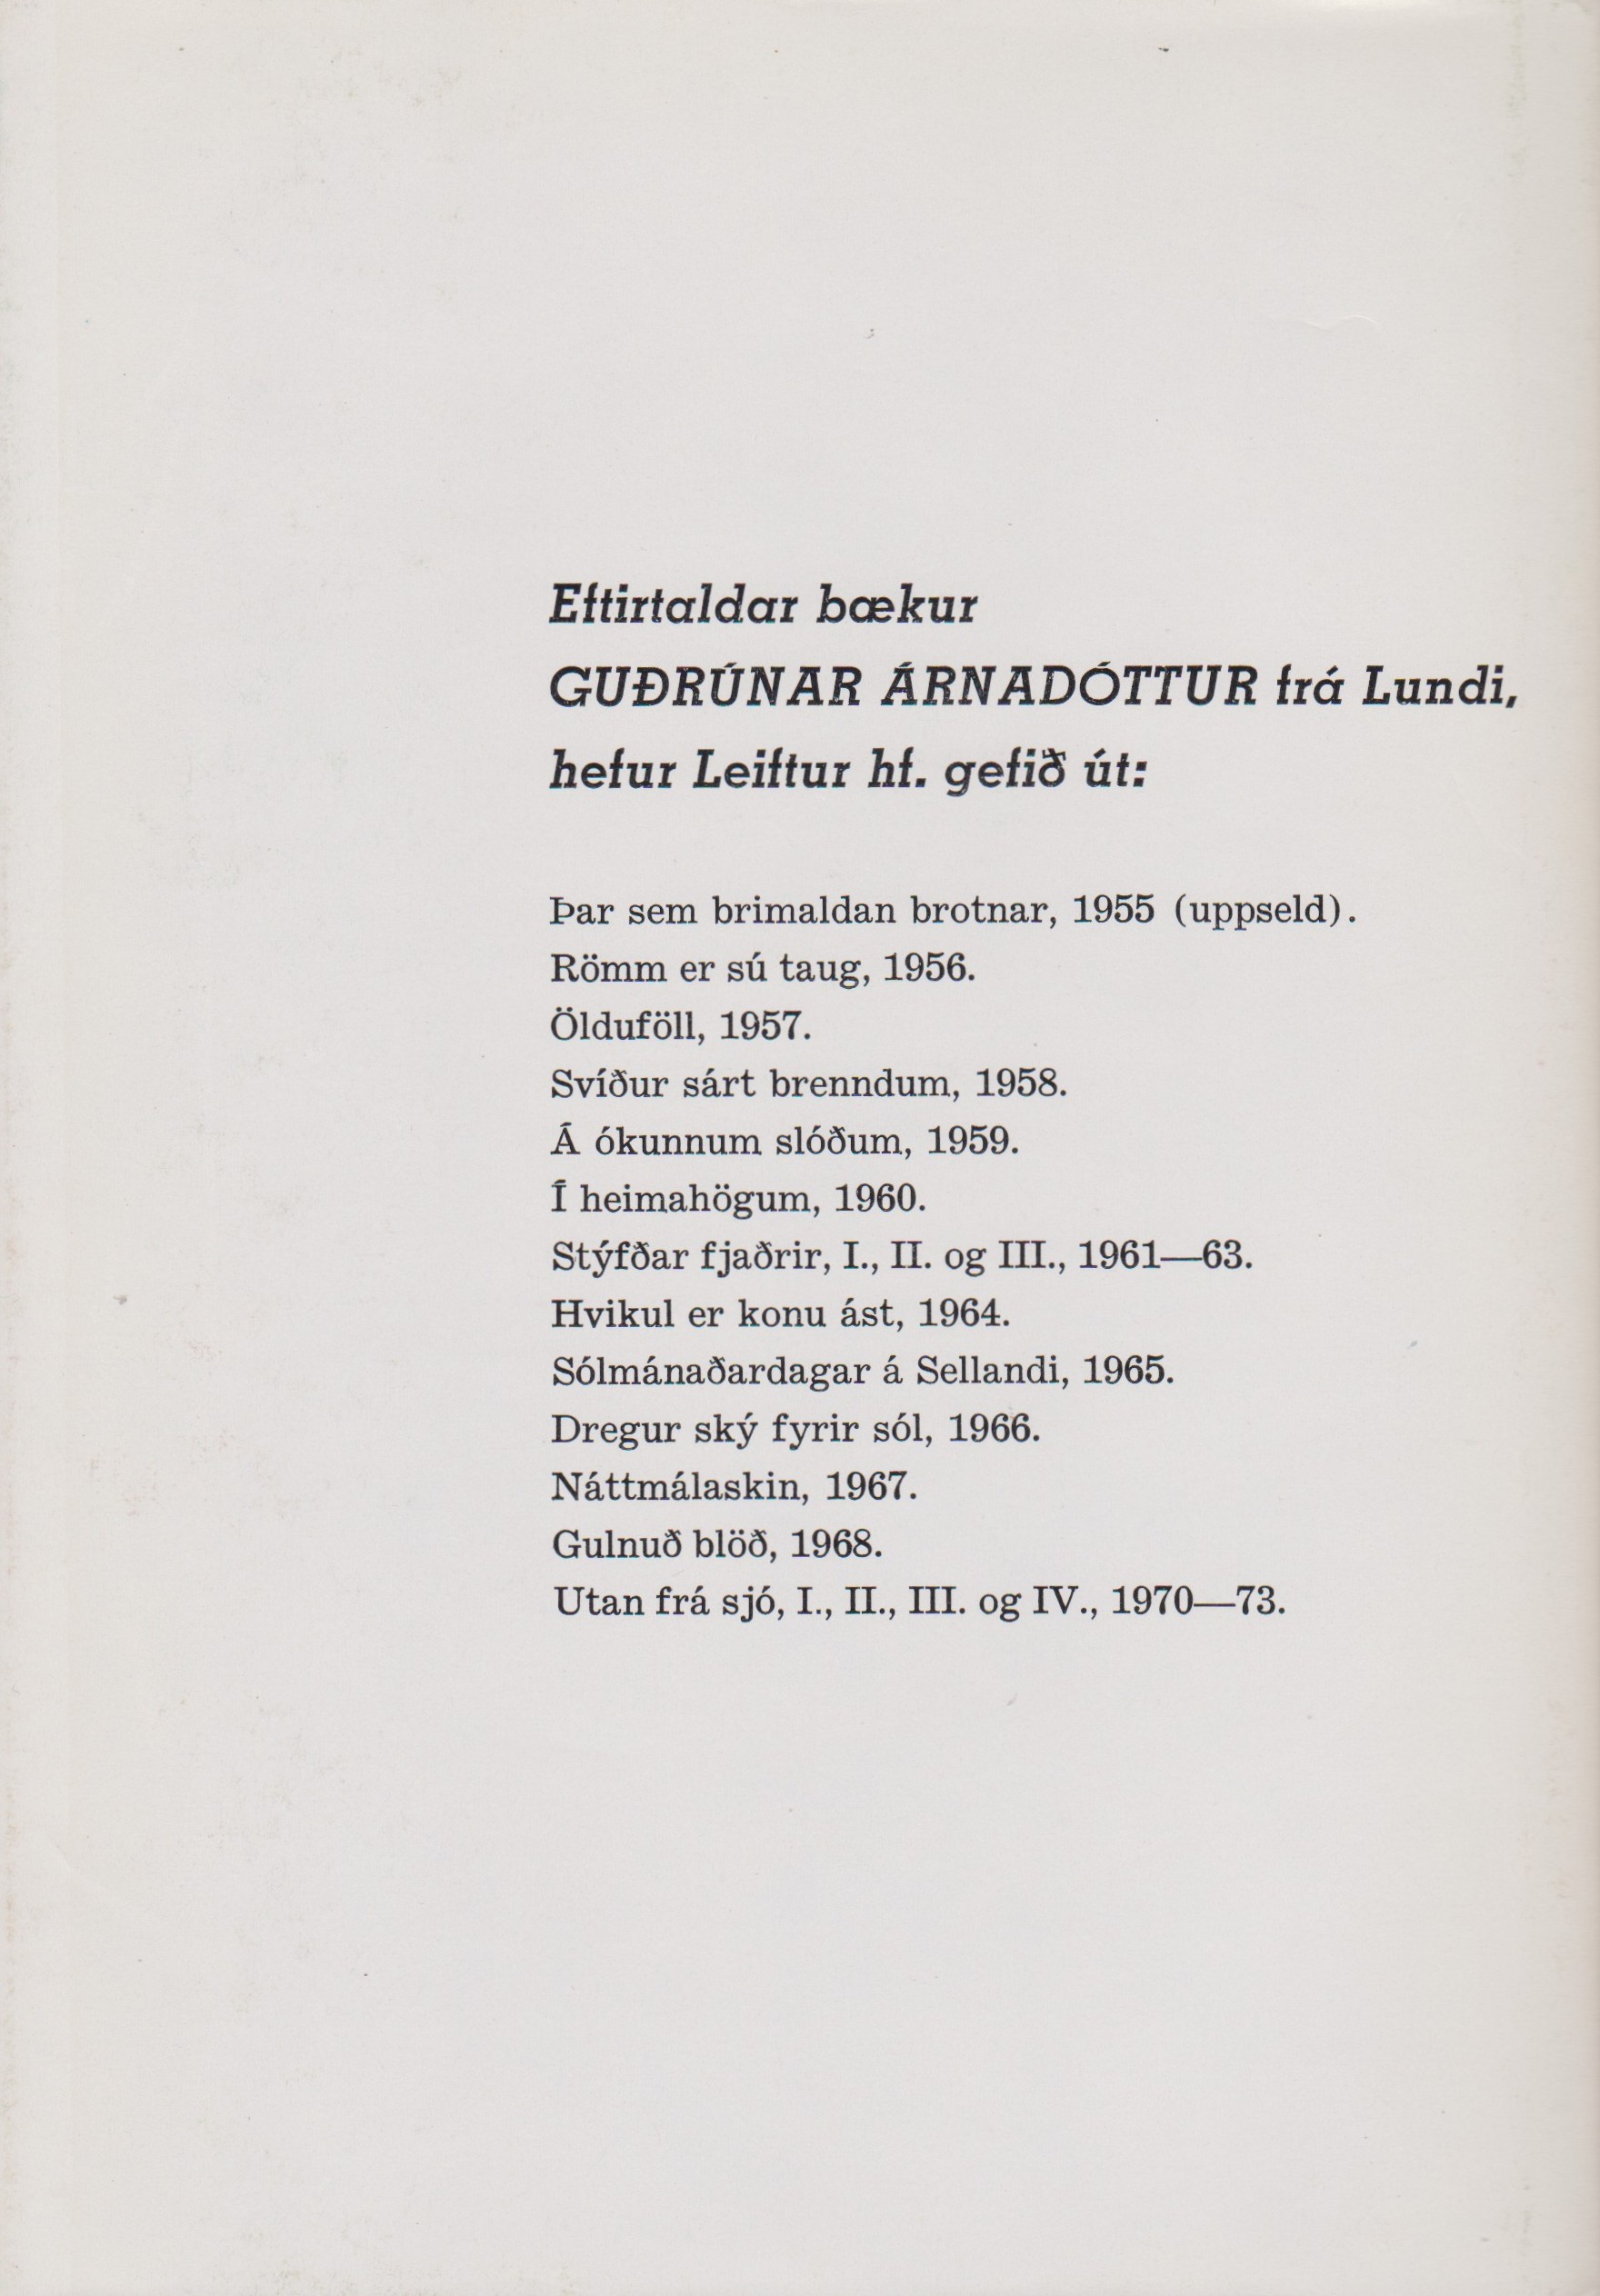 Eftirtaldar bækur
GUÐRÚNAR ÁRNADÓTTUR frá Lundi,
hefur Leiftur hf. gefið út:
Þar sem brimaldan brotnar, 1955 (uppseld).
Römm er sú taug, 1956.
Ölduföll, 1957.
Svíður sárt brenndum, 1958.
Á ókunnum slóðum, 1959.
Í heimahögum, 1960.
Stýfðar fjaðrir, I., II. og III., 1961—63.
Hvikul er konu ást, 1964.
Sólmánaðardagar á Sellandi, 1965.
Dregur ský fyrir sól, 1966.
Náttmálaskin, 1967.
Gulnuð blöð, 1968.
Utan frá sjó, I., II., III. og IV., 1970—73.